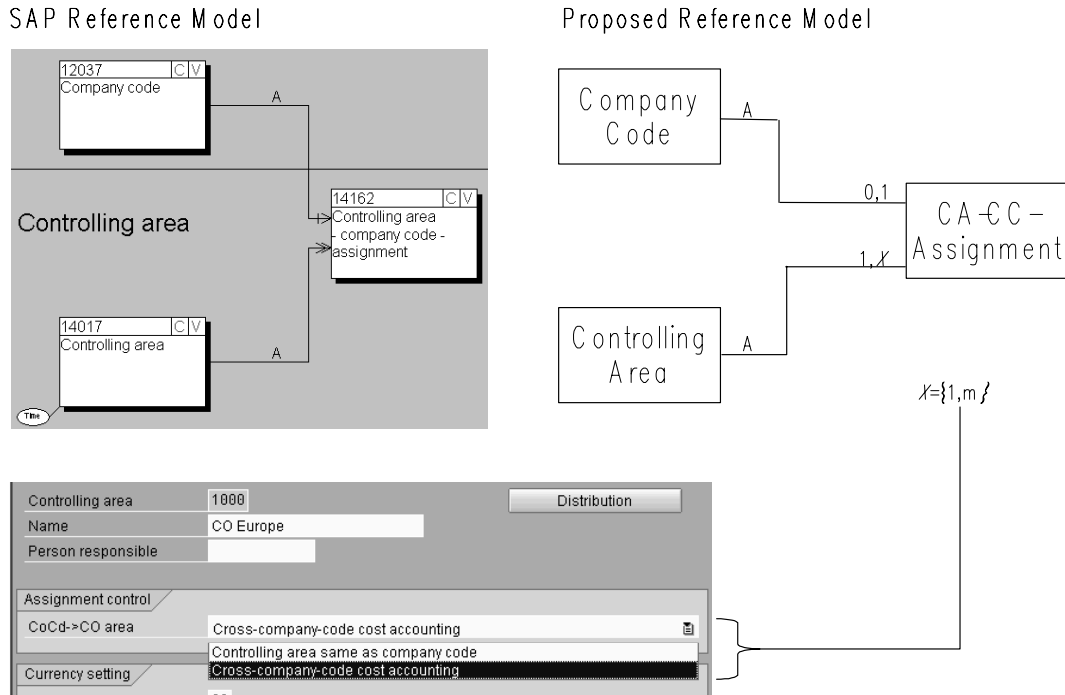 SAP Reference Model
Proposed Reference Model
12037 C V
Company code
A
Controlling area
14162 C V
Controlling area
- company code -
assignment
14017 C V
Controlling area
A
Time
Company
Code
A
0,1
CA-CC-
Assignment
1,X
Controlling
Area
A
X={1,m}
Controlling area 1000 Distribution
Name CO Europe
Person responsible
Assignment control
CoCd->CO area Cross-company-code cost accounting
Controlling area same as company code
Cross-company-code cost accounting
Currency setting